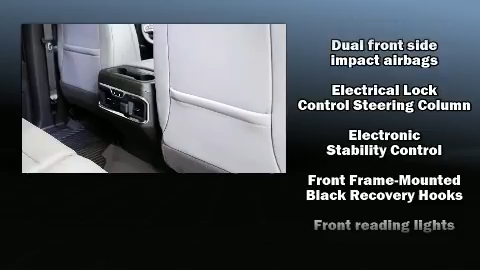 Dual front side
impact airbags
Electrical Lock
Control Steering Column
Electronic
Stability Control
Front Frame-Mounted
Black Recovery Hooks
Front reading lights